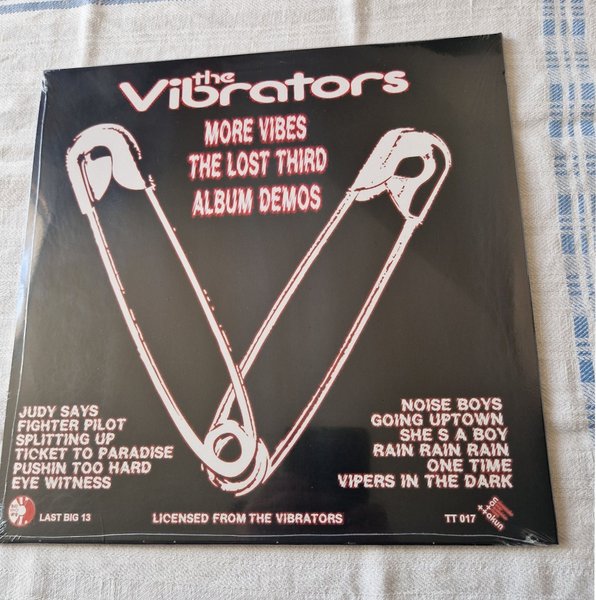 the
Vibrators
MORE VIBES
THE LOST THIRD
ALBUM DEMOS
JUDY SAYS
FIGHTER PILOT
SPLITTING UP
TICKET TO PARADISE
PUSHIN TOO HARD
EYE WITNESS
NOISE BOYS
GOING UPTOWN
SHE S A BOY
RAIN RAIN RAIN
ONE TIME
VIPERS IN THE DARK
LAST BIG 13
LICENSED FROM THE VIBRATORS
TT 017